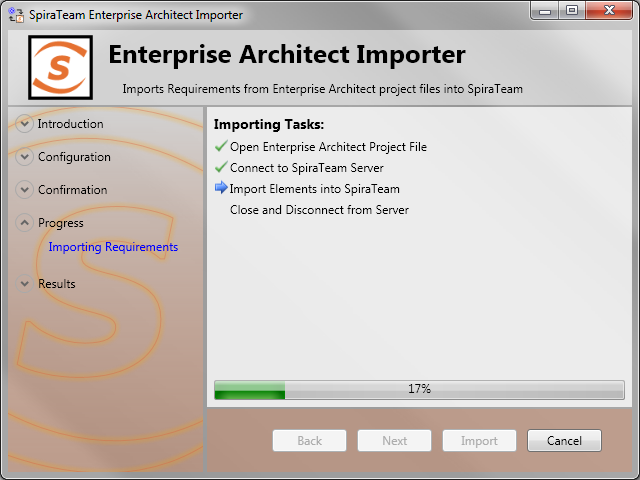 SpiraTeam Enterprise Architect Importer
Enterprise Architect Importer
Imports Requirements from Enterprise Architect project files into SpiraTeam
Introduction
Configuration
Confirmation
Progress
Importing Requirements
Results
Importing Tasks:
Open Enterprise Architect Project File
Connect to SpiraTeam Server
Import Elements into SpiraTeam
Close and Disconnect from Server
17%
Back
Next
Import
Cancel